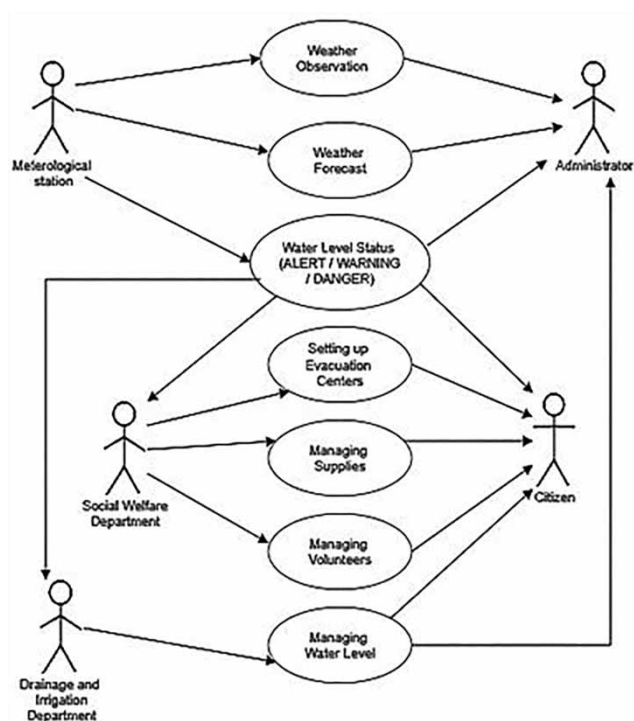 Weather
Observation
Meterological
station
Weather
Forecast
Administrator
Water Level Status
(ALERT / WARNING
/ DANGER)
Setting up
Evacuation
Centers
Social Welfare
Department
Managing
Supplies
Citizen
Managing
Volunteers
Drainage and
Irrigation
Department
Managing
Water Level